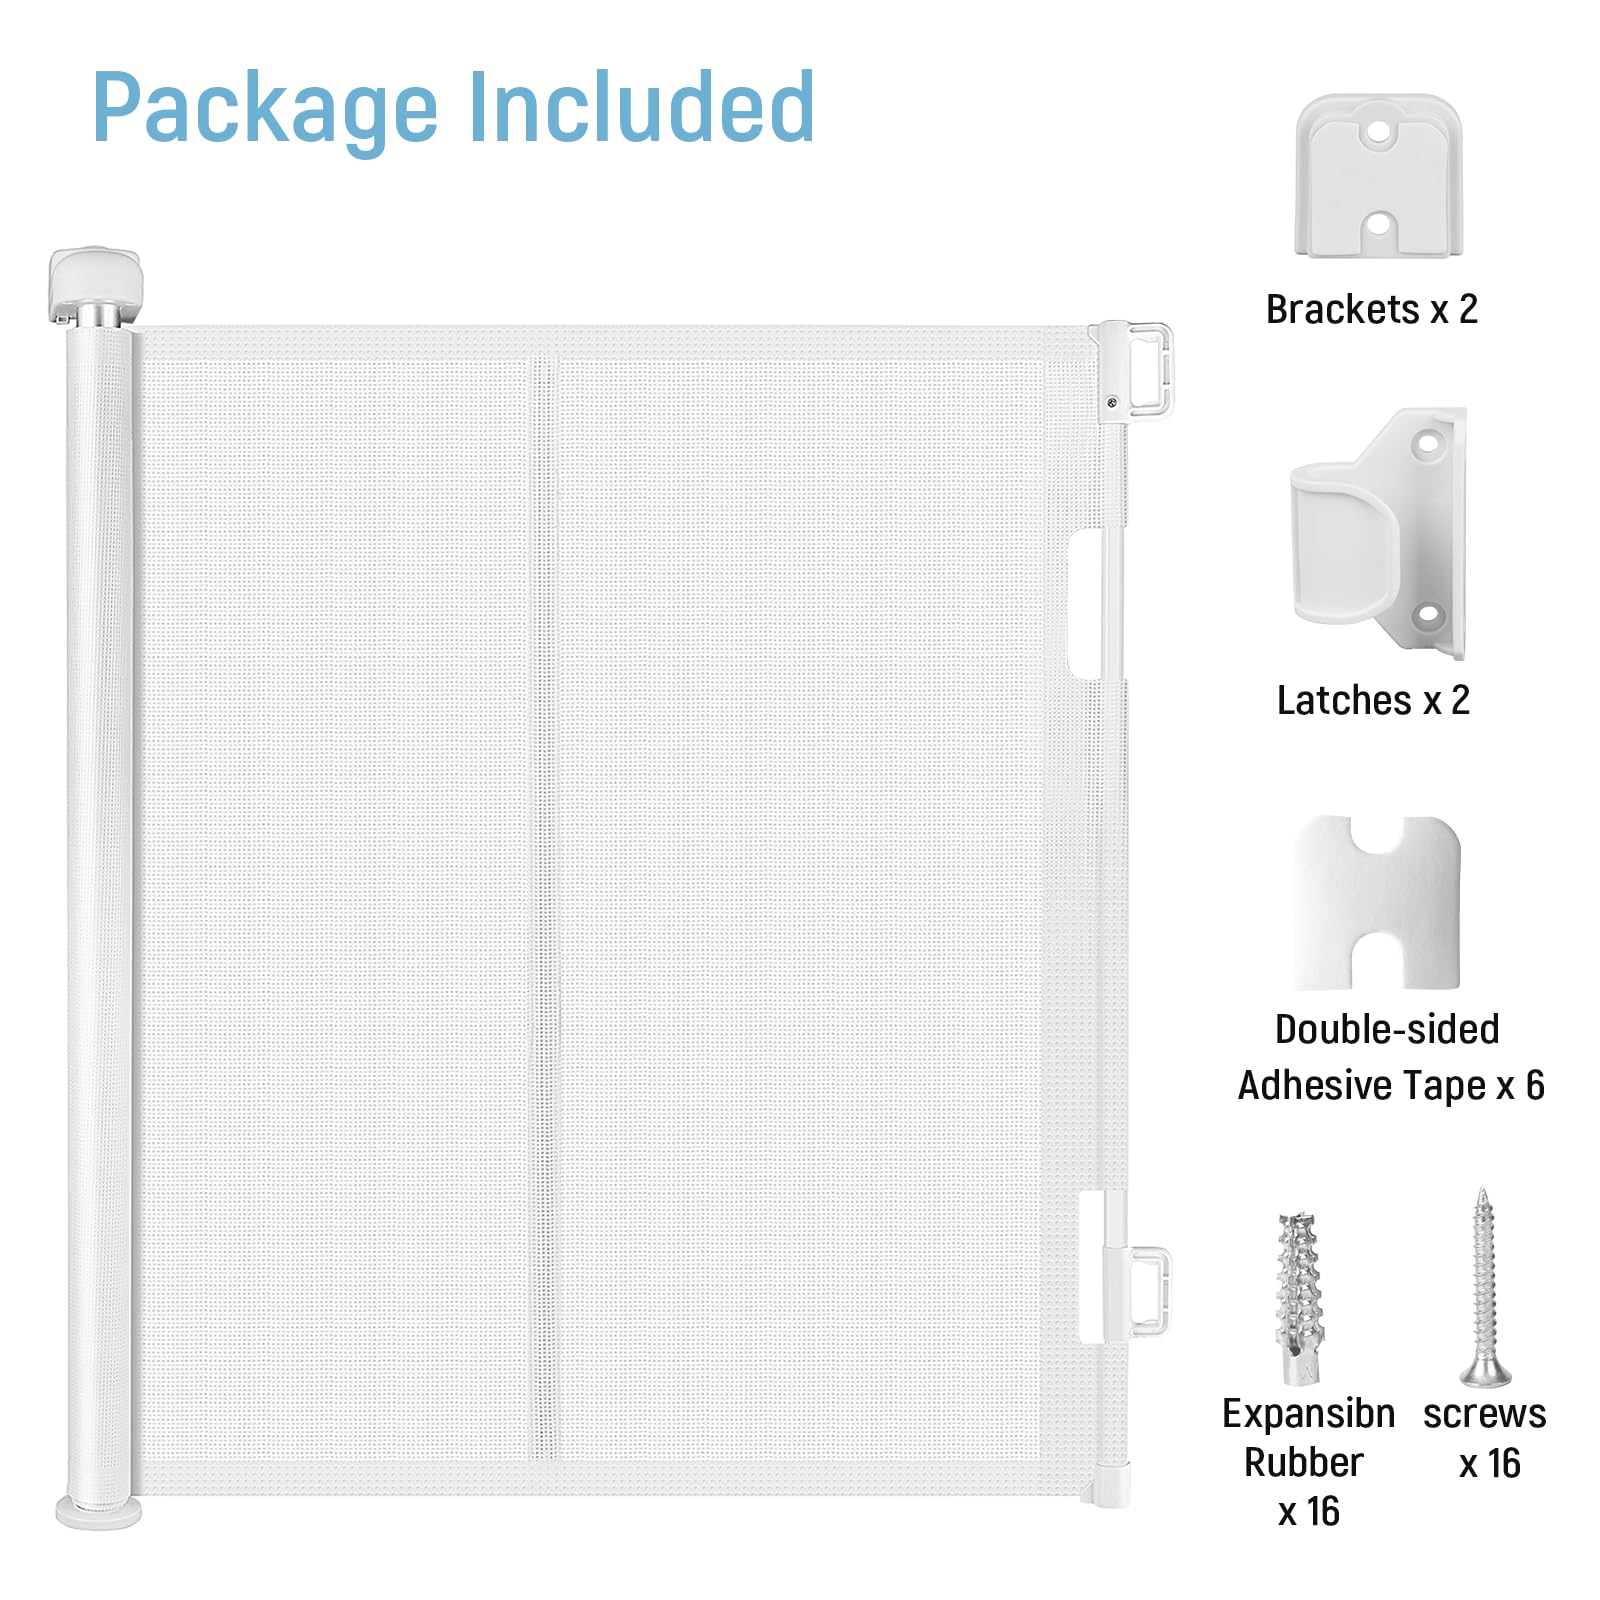 Package Included
Brackets x 2
Latches x 2
Double-sided
Adhesive Tape x 6
Expansibn
Rubber
x 16
screws
x 16